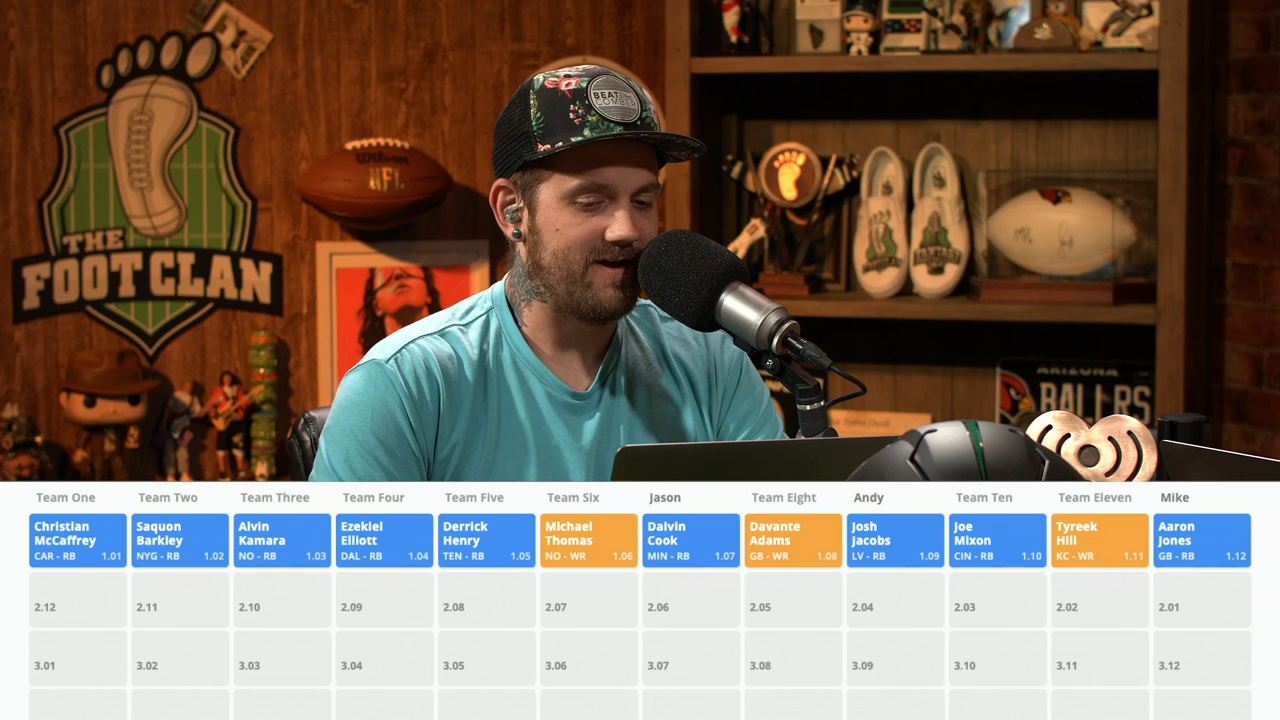 BEACH
COMBER
Wilson
NFL
THE
FOOT CLAN
ARIZONA
BALLRS
Team One
Team Two
Team Three
Team Four
Team Five
Team Six
Jason
Team Eight
Andy
Team Ten
Team Eleven
Mike
Christian
McCaffrey
CAR - RB 1.01
Saquon
Barkley
NYG - RB 1.02
Alvin
Kamara
NO - RB 1.03
Ezekiel
Elliott
DAL - RB 1.04
Derrick
Henry
TEN - RB 1.05
Michael
Thomas
NO - WR 1.06
Dalvin
Cook
MIN - RB 1.07
Davante
Adams
GB - WR 1.08
Josh
Jacobs
LV - RB 1.09
Joe
Mixon
CIN - RB 1.10
Tyreek
Hill
KC - WR 1.11
Aaron
Jones
GB - RB 1.12
2.12 2.11 2.10 2.09 2.08 2.07 2.06 2.05 2.04 2.03 2.02 2.01
3.01 3.02 3.03 3.04 3.05 3.06 3.07 3.08 3.09 3.10 3.11 3.12